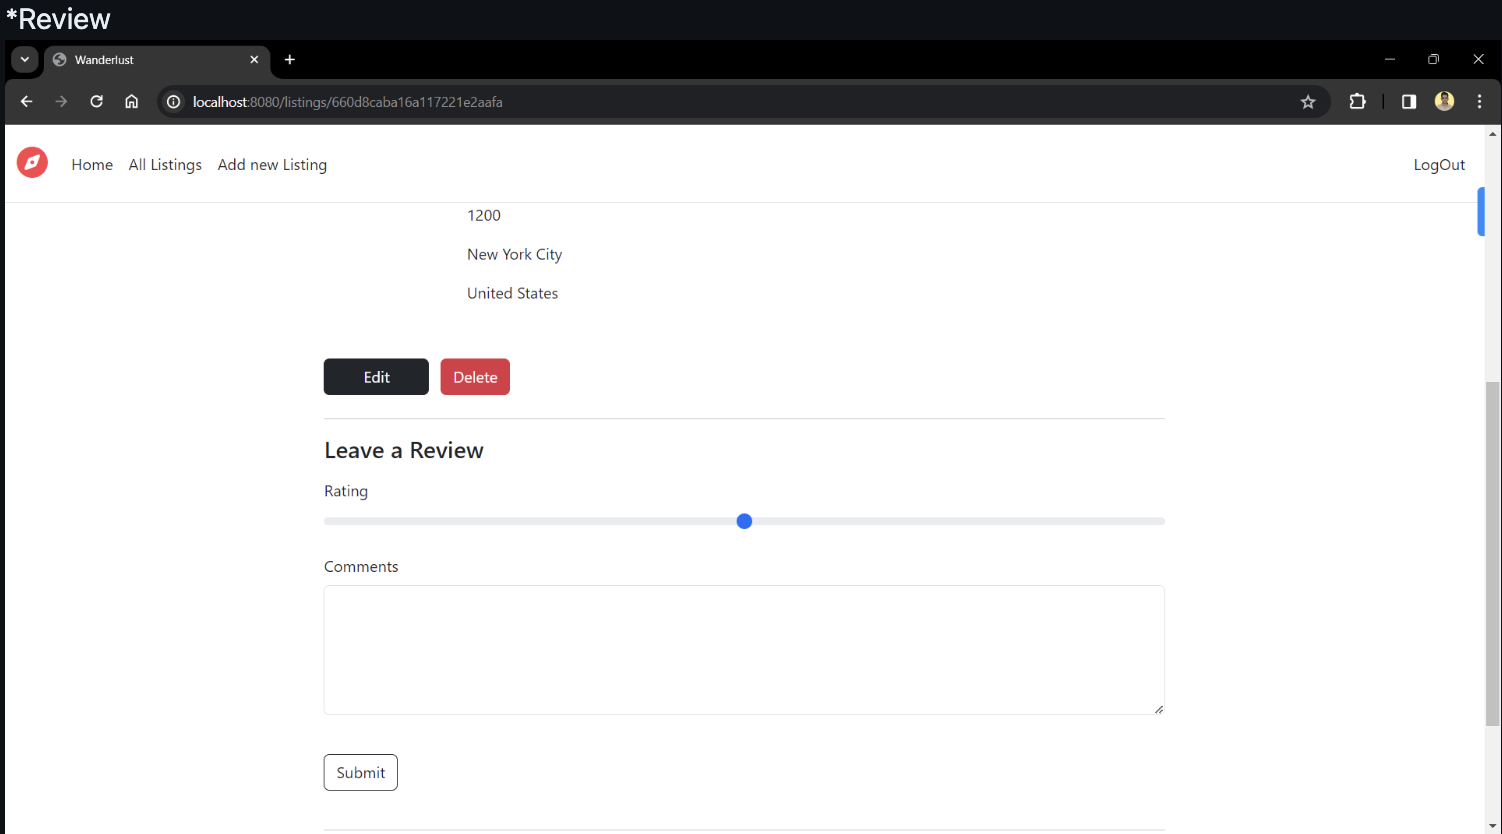 *Review
Wanderlust
localhost:8080/listings/660d8caba16a117221e2aafa
Home All Listings Add new Listing LogOut
1200
New York City
United States
Edit Delete
Leave a Review
Rating
Comments
Submit